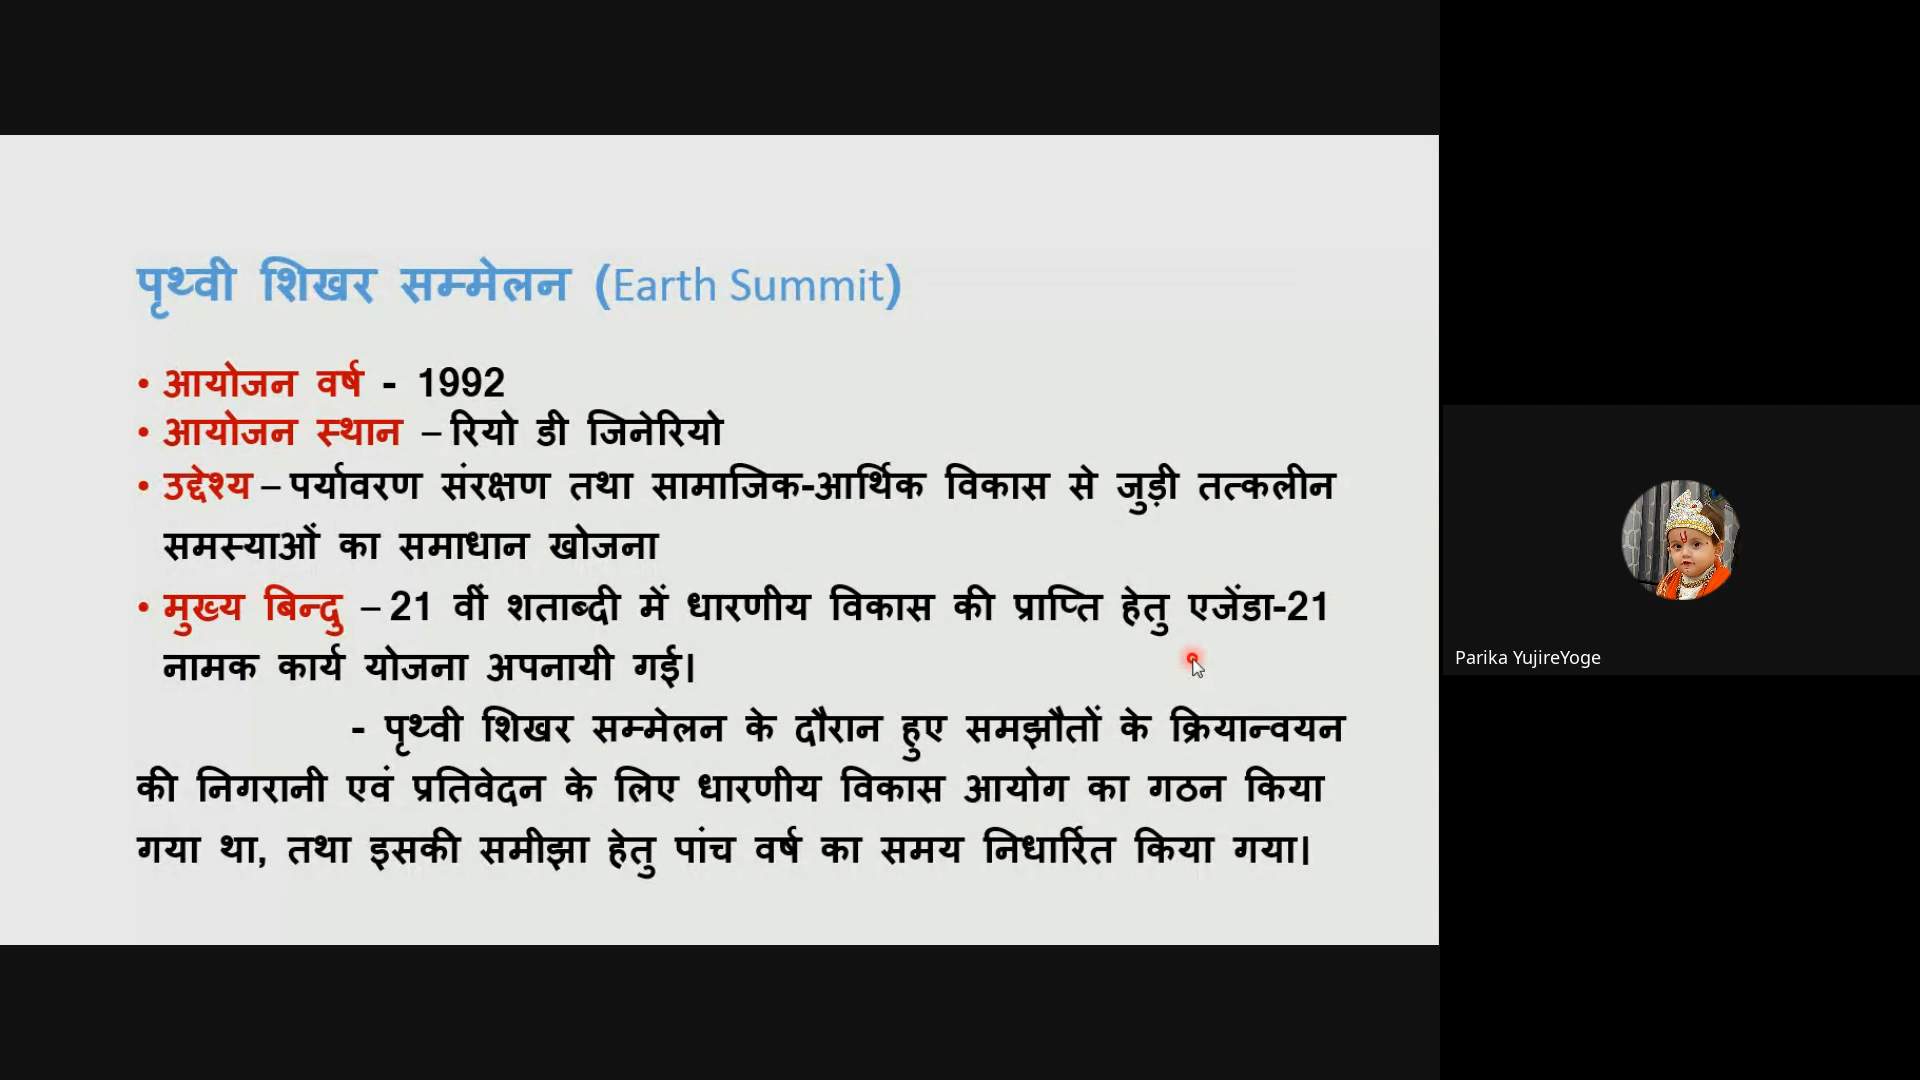 पृथ्वी शिखर सम्मेलन (Earth Summit)
• आयोजन वर्ष - 1992
• आयोजन स्थान – रियो डी जिनेरियो
• उद्देश्य – पर्यावरण संरक्षण तथा सामाजिक-आर्थिक विकास से जुड़ी तत्कलीन
समस्याओं का समाधान खोजना
• मुख्य बिन्दु – 21 वीं शताब्दी में धारणीय विकास की प्राप्ति हेतु एजेंडा-21
नामक कार्य योजना अपनायी गई।
- पृथ्वी शिखर सम्मेलन के दौरान हुए समझौतों के क्रियान्वयन
की निगरानी एवं प्रतिवेदन के लिए धारणीय विकास आयोग का गठन किया
गया था, तथा इसकी समीझा हेतु पांच वर्ष का समय निर्धारित किया गया।
Parika YujireYoge